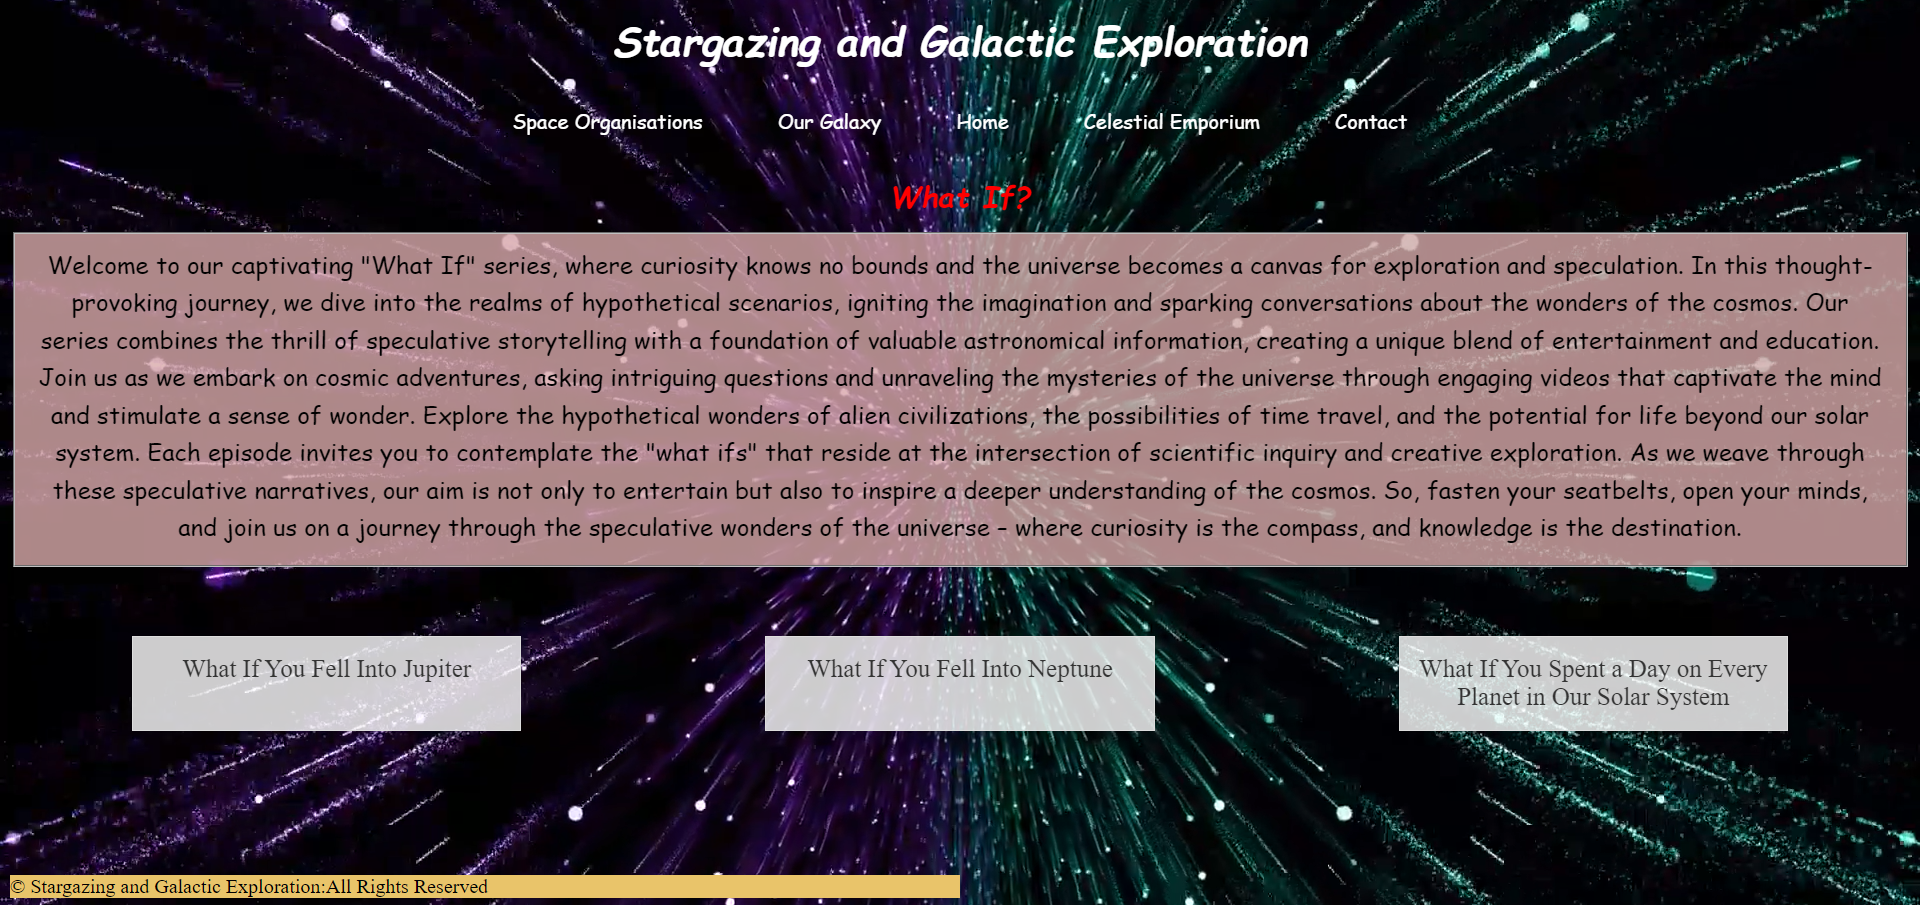 Stargazing and Galactic Exploration
Space Organisations Our Galaxy Home Celestial Emporium Contact
What If?
Welcome to our captivating "What If" series, where curiosity knows no bounds and the universe becomes a canvas for exploration and speculation. In this thought-
provoking journey, we dive into the realms of hypothetical scenarios, igniting the imagination and sparking conversations about the wonders of the cosmos. Our
series combines the thrill of speculative storytelling with a foundation of valuable astronomical information, creating a unique blend of entertainment and education.
Join us as we embark on cosmic adventures, asking intriguing questions and unraveling the mysteries of the universe through engaging videos that captivate the mind
and stimulate a sense of wonder. Explore the hypothetical wonders of alien civilizations, the possibilities of time travel, and the potential for life beyond our solar
system. Each episode invites you to contemplate the "what ifs" that reside at the intersection of scientific inquiry and creative exploration. As we weave through
these speculative narratives, our aim is not only to entertain but also to inspire a deeper understanding of the cosmos. So, fasten your seatbelts, open your minds,
and join us on a journey through the speculative wonders of the universe – where curiosity is the compass, and knowledge is the destination.
What If You Fell Into Jupiter
What If You Fell Into Neptune
What If You Spent a Day on Every
Planet in Our Solar System
© Stargazing and Galactic Exploration:All Rights Reserved